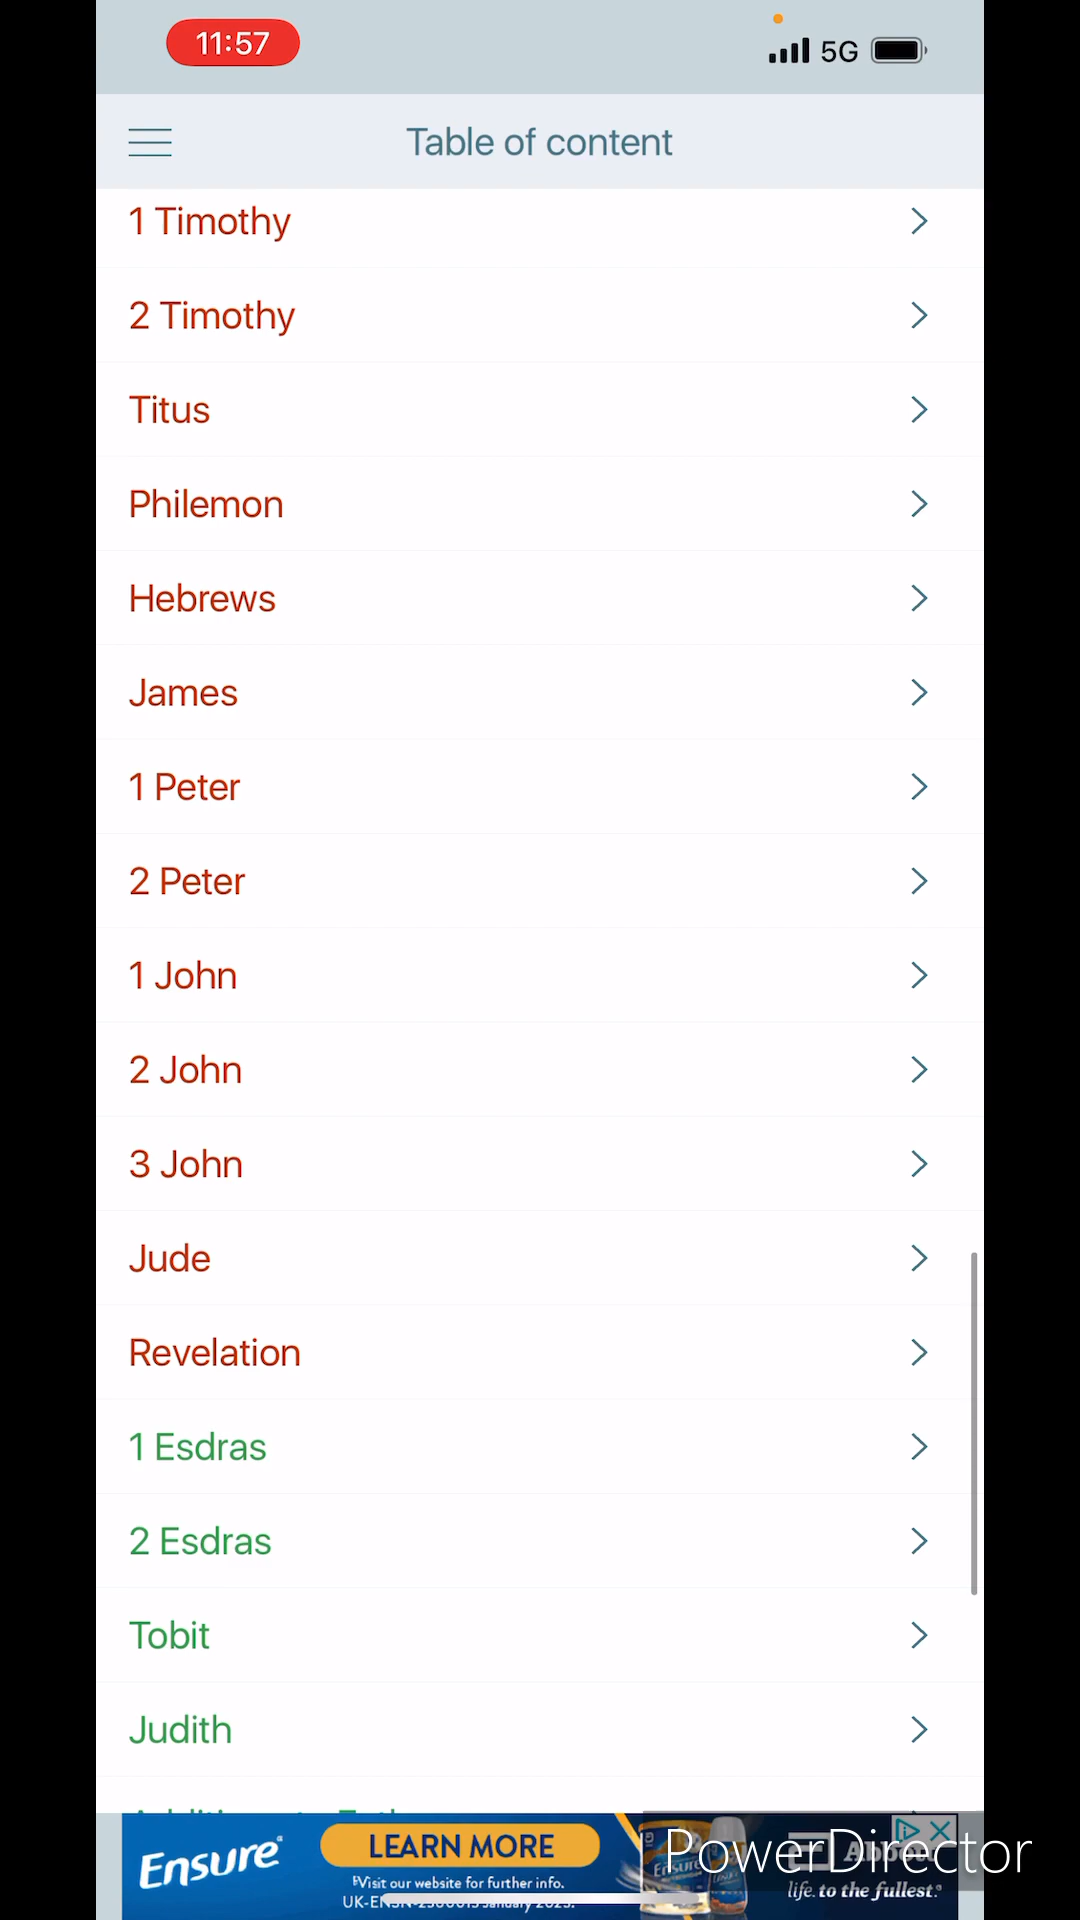 11:57
5G
Table of content
1 Timothy
2 Timothy
Titus
Philemon
Hebrews
James
1 Peter
2 Peter
1 John
2 John
3 John
Jude
Revelation
1 Esdras
2 Esdras
Tobit
Judith
Ensure
LEARN MORE
Visit our website for further info.
PowerDirector
life. to the fullest.®